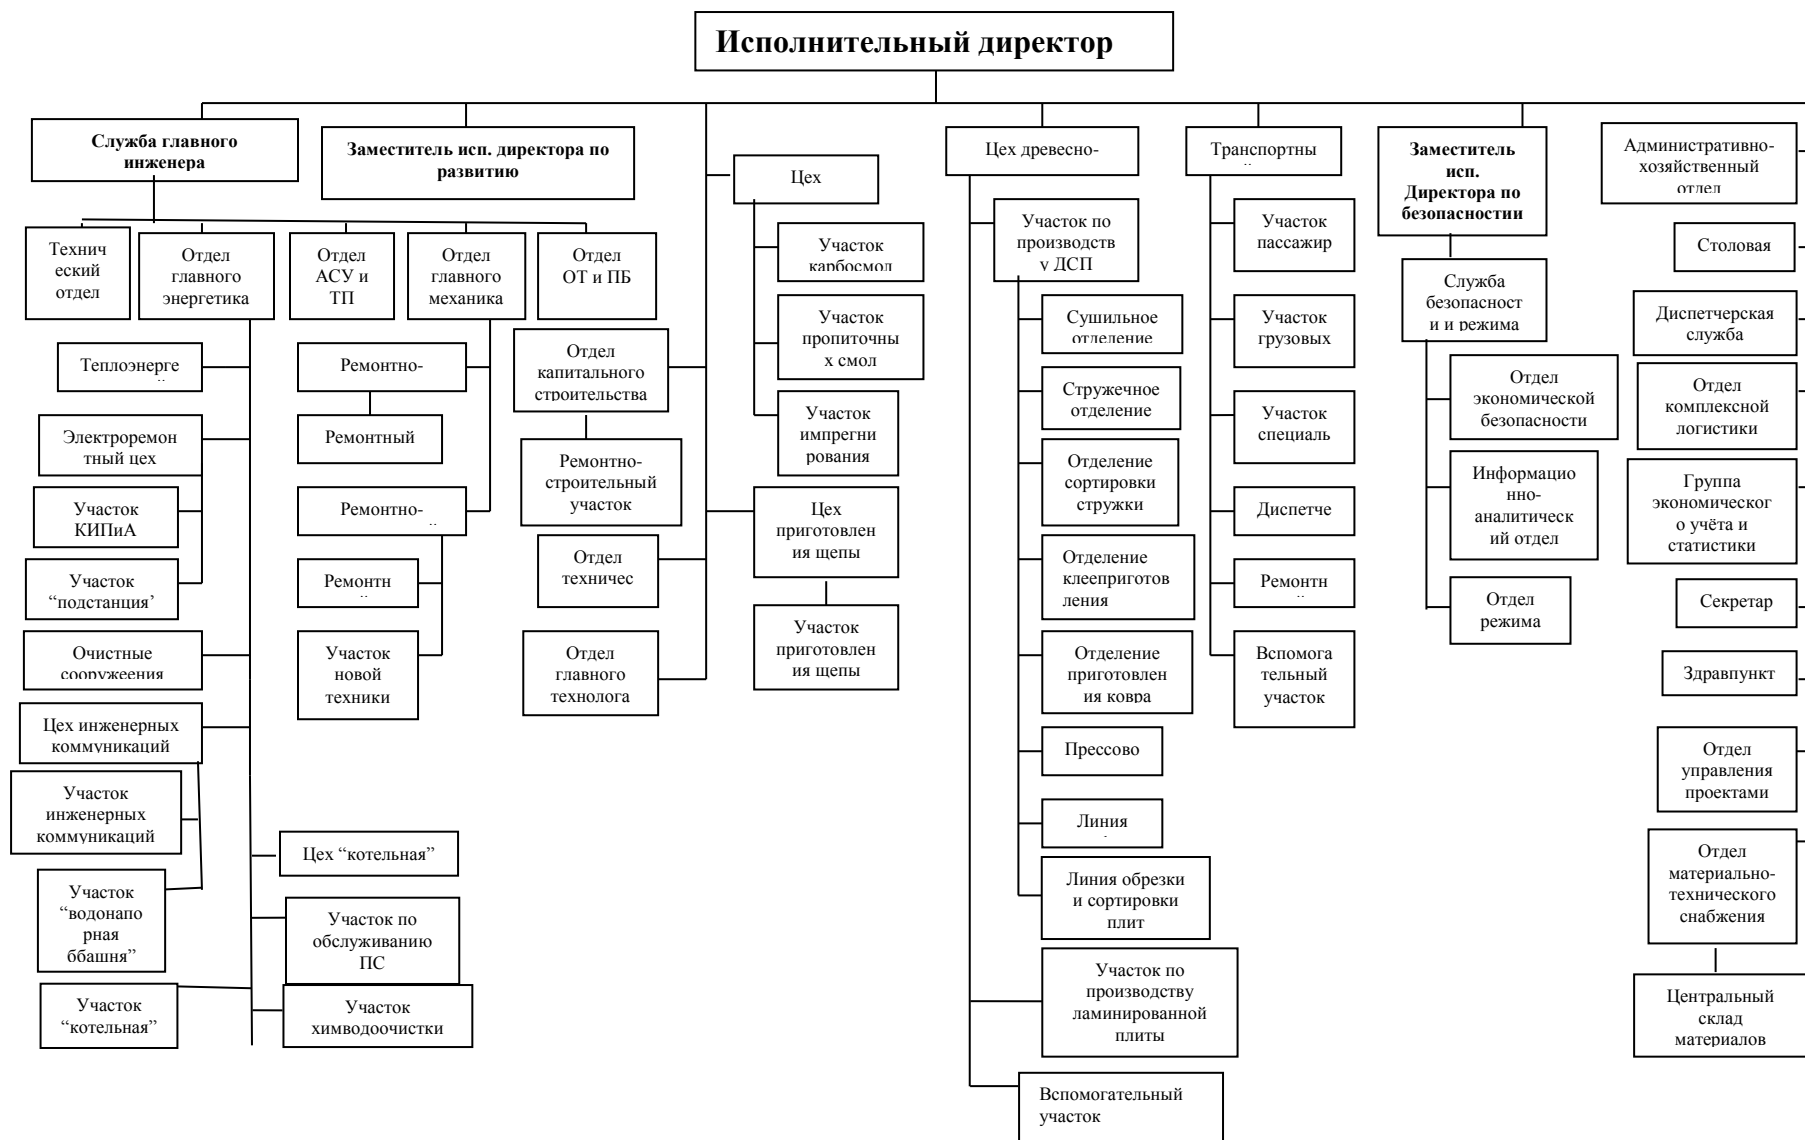 Исполнительный директор
Служба главного
инженера
Заместитель исп. директора по
развитию
Цех
Цех древесно-
Транспортны
Заместитель
исп.
Директора по
безопасностии
Административно-
хозяйственный
отдел
Технич
еский
отдел
Отдел
главного
энергетика
Отдел
АСУ и
ТП
Отдел
главного
механика
Отдел
ОТ и ПБ
Теплоэнерге
Электроремон
тный цех
Участок
КИПиА
Участок
“подстанция’
Очистные
сооружеения
Цех инженерных
коммуникаций
Участок
инженерных
коммуникаций
Участок
“водонапо
рная
ббашня”
Участок
“котельная”
Цех “котельная”
Участок по
обслуживанию
ПС
Участок
химводоочистки
Ремонтно-
Ремонтный
Ремонтно-
Ремонтн
Участок
новой
техники
Отдел
капитального
строительства
Ремонтно-
строительный
участок
Отдел
техничес
Отдел
главного
технолога
Участок
карбосмол
Участок
пропиточны
х смол
Участок
импрегни
рования
Цех
приготовлен
ия щепы
Участок
приготовлен
ия щепы
Участок по
производств
у ДСП
Сушильное
отделение
Стружечное
отделение
Отделение
сортировки
стружки
Отделение
клееприготов
ления
Отделение
приготовлен
ия ковра
Прессово
Линия
Линия обрезки
и сортировки
плит
Участок по
производству
ламинированной
плиты
Вспомогательный
участок
Участок
пассажир
Участок
грузовых
Участок
специаль
Диспетче
Ремонтн
Вспомога
тельный
участок
Служба
безопасност
и и режима
Отдел
экономической
безопасности
Информацио
нно-
аналитическ
ий отдел
Отдел
режима
Столовая
Диспетчерская
служба
Отдел
комплексной
логистики
Группа
экономическог
о учёта и
статистики
Секретар
Здравпункт
Отдел
управления
проектами
Отдел
материально-
технического
снабжения
Центральный
склад
материалов